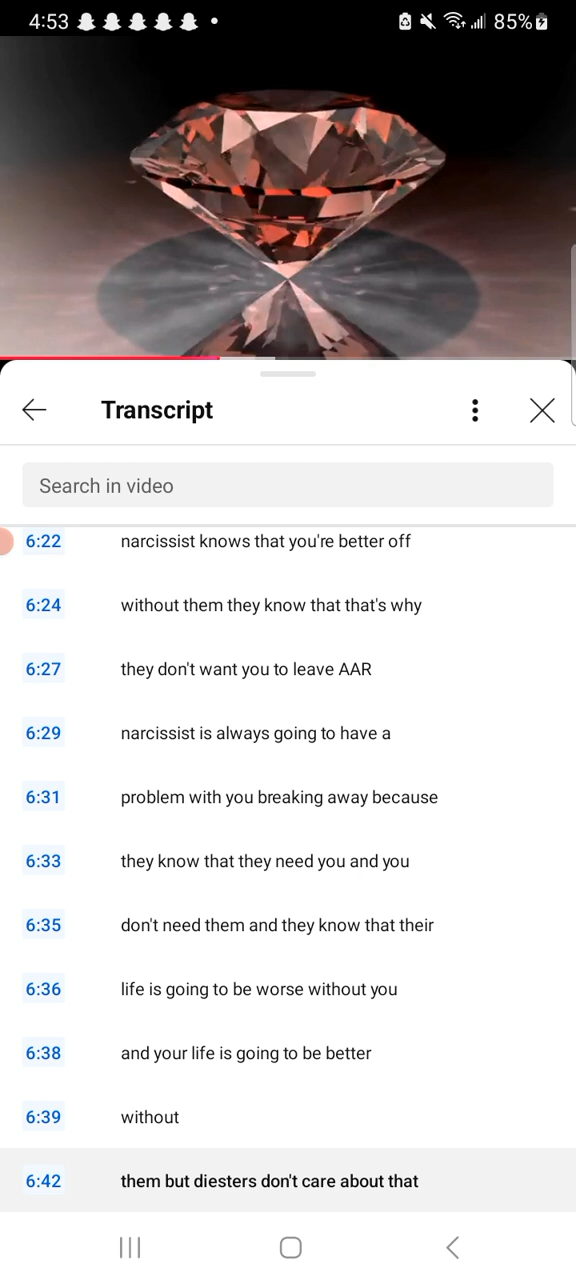 4:53
85%
Transcript
Search in video
6:22 narcissist knows that you're better off
6:24 without them they know that that's why
6:27 they don't want you to leave AAR
6:29 narcissist is always going to have a
6:31 problem with you breaking away because
6:33 they know that they need you and you
6:35 don't need them and they know that their
6:36 life is going to be worse without you
6:38 and your life is going to be better
6:39 without
6:42 them but diesters don't care about that